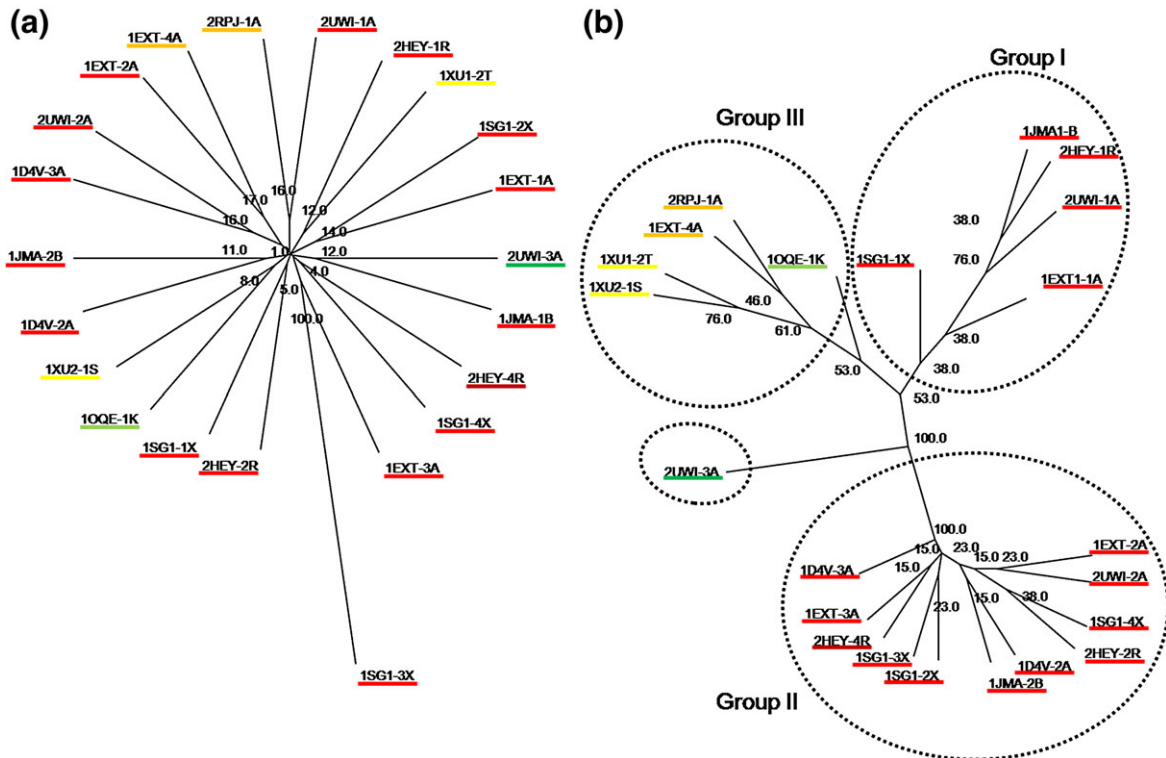 (a)
2RPJ-1A
2UWI-1A
1EXT-4A
2HEY-1R
1EXT-2A
1XU1-2T
2UWI-2A
1SG1-2X
1D4V-3A
1EXT-1A
16.0
17.0
12.0
16.0
14.0
11.0
1.0
12.0
1JMA-2B
2UWI-3A
8.0
4.0
5.0
100.0
1D4V-2A
1JMA-1B
1XU2-1S
2HEY-4R
1OQE-1K
1SG1-4X
1SG1-1X
2HEY-2R
1EXT-3A
1SG1-3X
(b)
Group I
Group III
1JMA1-B
2HEY-1R
2RPJ-1A
2UWI-1A
38.0
1EXT-4A
1OQE-1K
1XU1-2T
1SG1-1X
76.0
1XU2-1S
1EXT1-1A
46.0
76.0
61.0
38.0
53.0
38.0
53.0
100.0
2UWI-3A
100.0
15.0
23.0
15.0
23.0
1EXT-2A
1D4V-3A
15.0
2UWI-2A
23.0
15.0
38.0
1EXT-3A
1SG1-4X
2HEY-4R
1SG1-3X
2HEY-2R
1SG1-2X
1D4V-2A
1JMA-2B
Group II